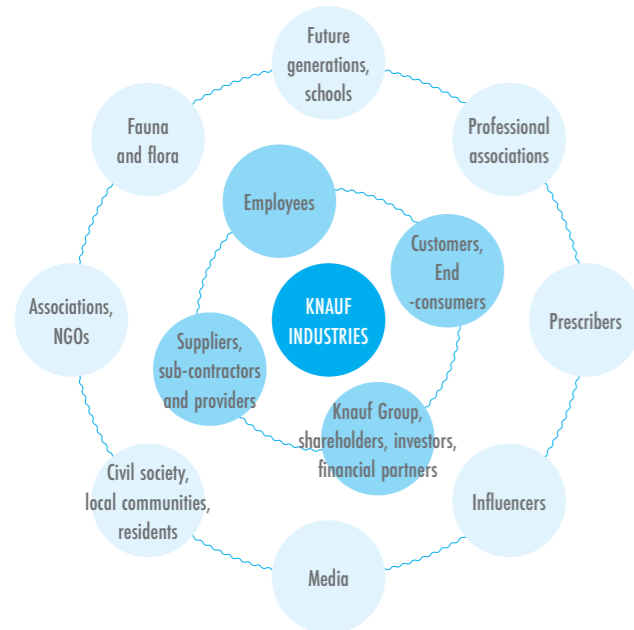 Future
generations,
schools
Fauna
and flora
Professional
associations
Employees
Customers,
End
-consumers
Associations,
NGOs
KNAUF
INDUSTRIES
Prescribers
Suppliers,
sub-contractors
and providers
Knauf Group,
shareholders, investors,
financial partners
Civil society,
local communities,
residents
Influencers
Media